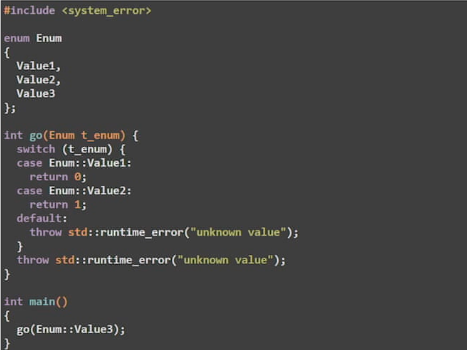 #include <system_error>
enum Enum
{
Value1,
Value2,
Value3
};
int go(Enum t_enum) {
switch (t_enum) {
case Enum::Value1:
return 0;
case Enum::Value2:
return 1;
default:
throw std::runtime_error("unknown value");
}
throw std::runtime_error("unknown value");
}
int main()
{
go(Enum::Value3);
}